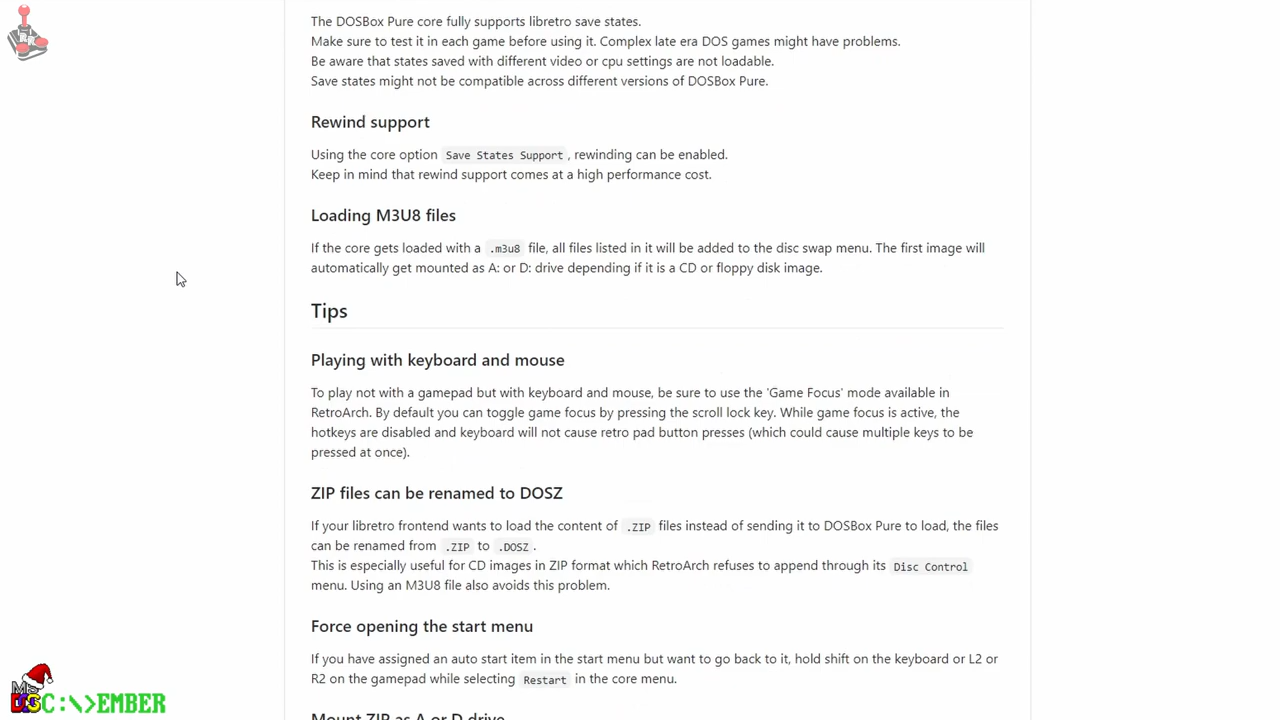 The DOSBox Pure core fully supports libretro save states.
Make sure to test it in each game before using it. Complex late era DOS games might have problems.
Be aware that states saved with different video or cpu settings are not loadable.
Save states might not be compatible across different versions of DOSBox Pure.
Rewind support
Using the core option Save States Support , rewinding can be enabled.
Keep in mind that rewind support comes at a high performance cost.
Loading M3U8 files
If the core gets loaded with a .m3u8 file, all files listed in it will be added to the disc swap menu. The first image will
automatically get mounted as A: or D: drive depending if it is a CD or floppy disk image.
Tips
Playing with keyboard and mouse
To play not with a gamepad but with keyboard and mouse, be sure to use the 'Game Focus' mode available in
RetroArch. By default you can toggle game focus by pressing the scroll lock key. While game focus is active, the
hotkeys are disabled and keyboard will not cause retro pad button presses (which could cause multiple keys to be
pressed at once).
ZIP files can be renamed to DOSZ
If your libretro frontend wants to load the content of .ZIP files instead of sending it to DOSBox Pure to load, the files
can be renamed from .ZIP to .DOSZ .
This is especially useful for CD images in ZIP format which RetroArch refuses to append through its Disc Control
menu. Using an M3U8 file also avoids this problem.
Force opening the start menu
If you have assigned an auto start item in the start menu but want to go back to it, hold shift on the keyboard or L2 or
R2 on the gamepad while selecting Restart in the core menu.
Mount ZIP as A or D drive
MS DOSC:\>EMBER